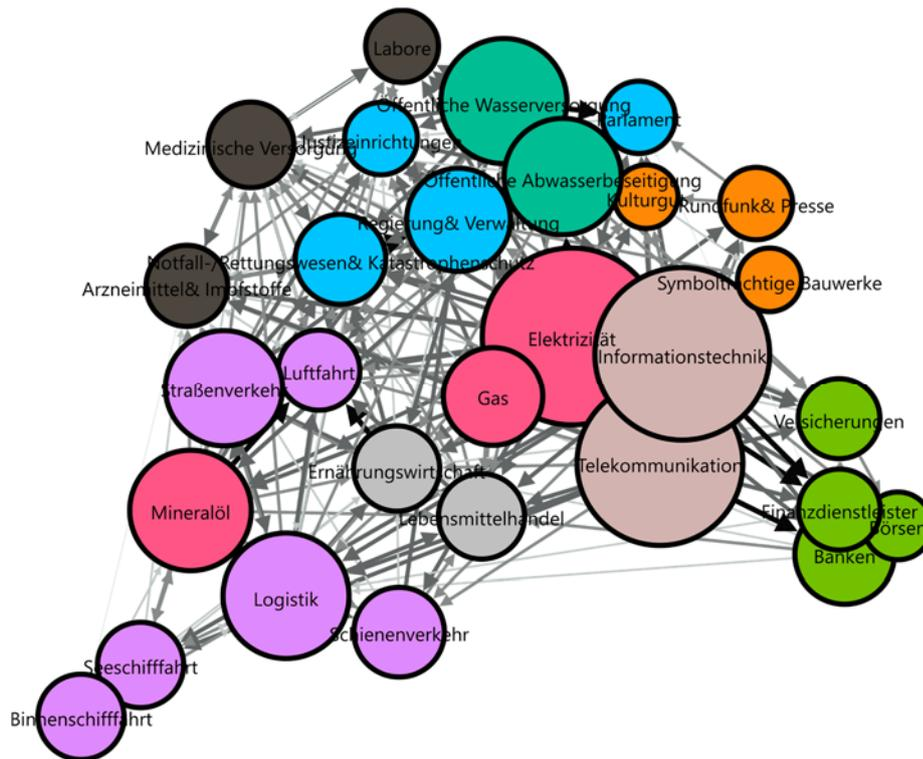 Labore
Öffentliche Wasserversorgung
Parlament
Justizeinrichtungen
Medizinische Versorgung
Öffentliche Abwasserbeseitigung
Kulturgut
Rundfunk& Presse
Regierung& Verwaltung
Notfall-/Rettungswesen& Katastrophenschutz
Arzneimittel& Impfstoffe
Symbolträchtige Bauwerke
Elektrizität
Informationstechnik
Luftfahrt
Straßenverkehr
Gas
Versicherungen
Telekommunikation
Ernährungswirtschaft
Mineralöl
Lebensmittelhandel
Finanzdienstleister
Börsen
Banken
Logistik
Schienenverkehr
Seeschifffahrt
Binnenschifffahrt